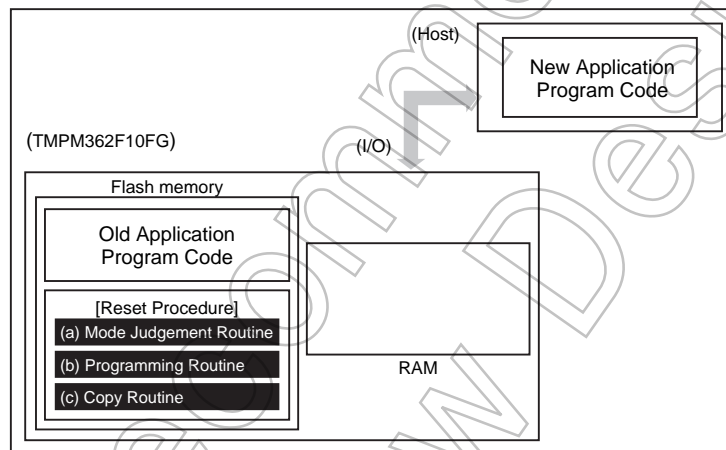 (Host)
New Application
Program Code
(TMPM362F10FG)
(I/O)
Flash memory
Old Application
Program Code
[Reset Procedure]
(a) Mode Judgement Routine
(b) Programming Routine
(c) Copy Routine
RAM